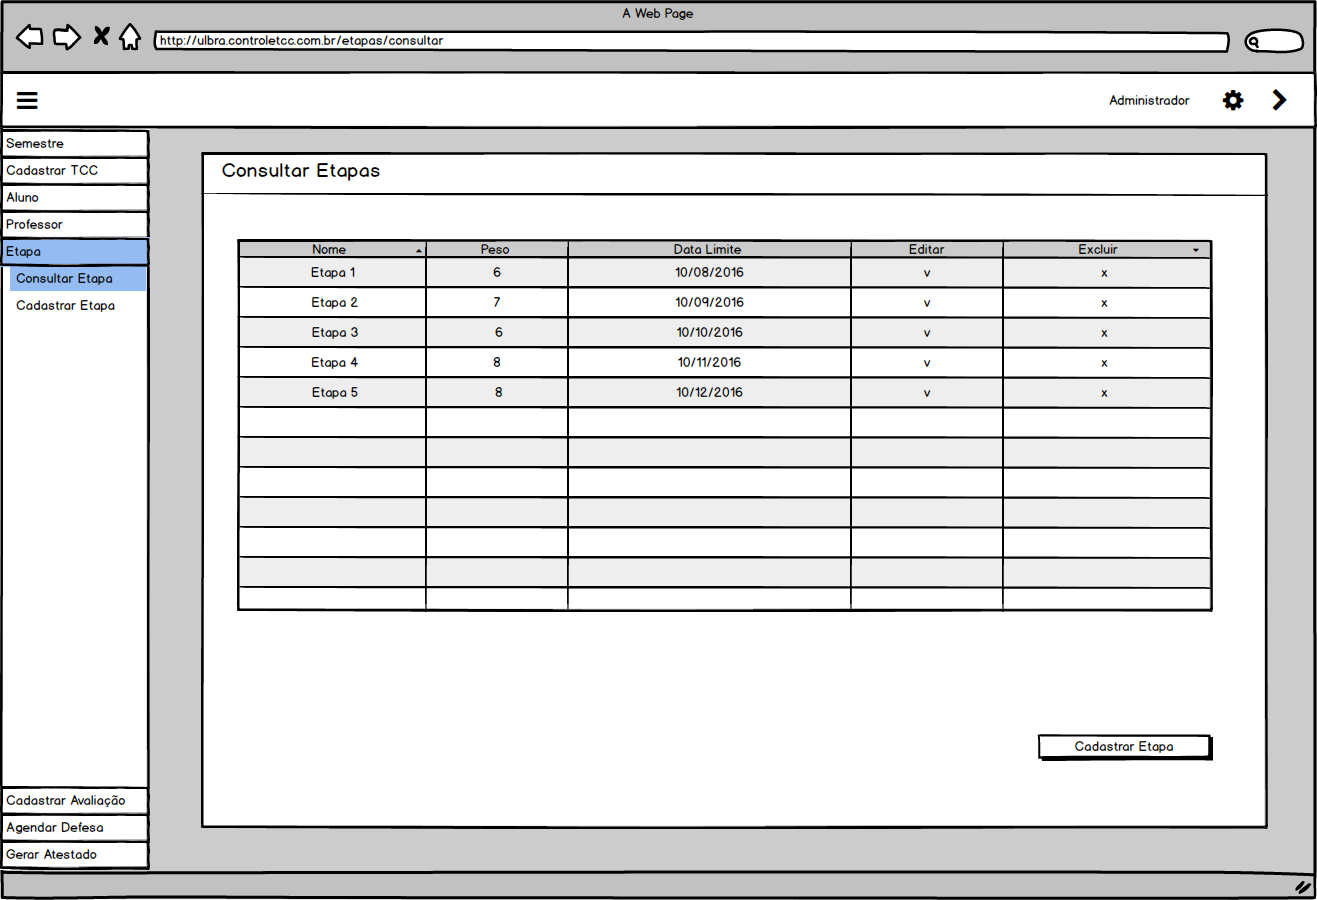 A Web Page
http://ulbra.controletcc.com.br/etapas/consultar
Administrador
Semestre
Cadastrar TCC
Aluno
Professor
Etapa
Consultar Etapa
Cadastrar Etapa
Cadastrar Avaliação
Agendar Defesa
Gerar Atestado
Consultar Etapas
Nome Peso Data Limite Editar Excluir
Etapa 1 6 10/08/2016 v x
Etapa 2 7 10/09/2016 v x
Etapa 3 6 10/10/2016 v x
Etapa 4 8 10/11/2016 v x
Etapa 5 8 10/12/2016 v x
Cadastrar Etapa